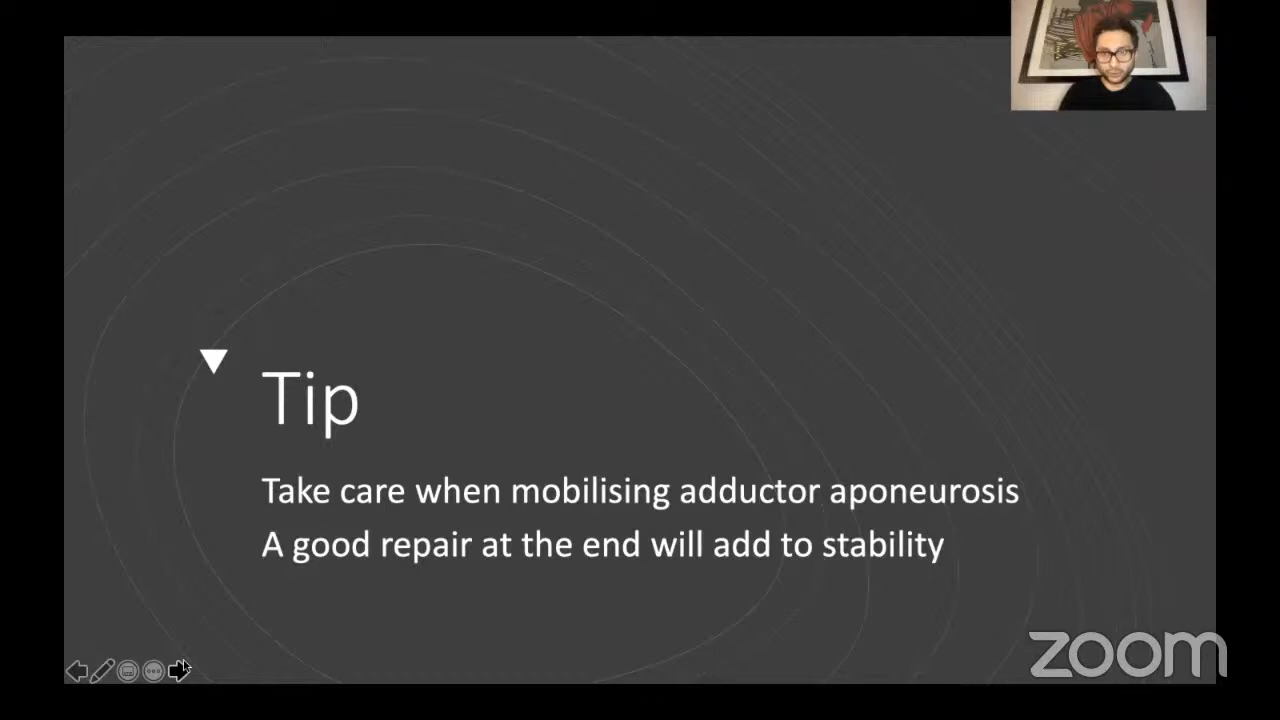 Tip
Take care when mobilising adductor aponeurosis
A good repair at the end will add to stability
zoom